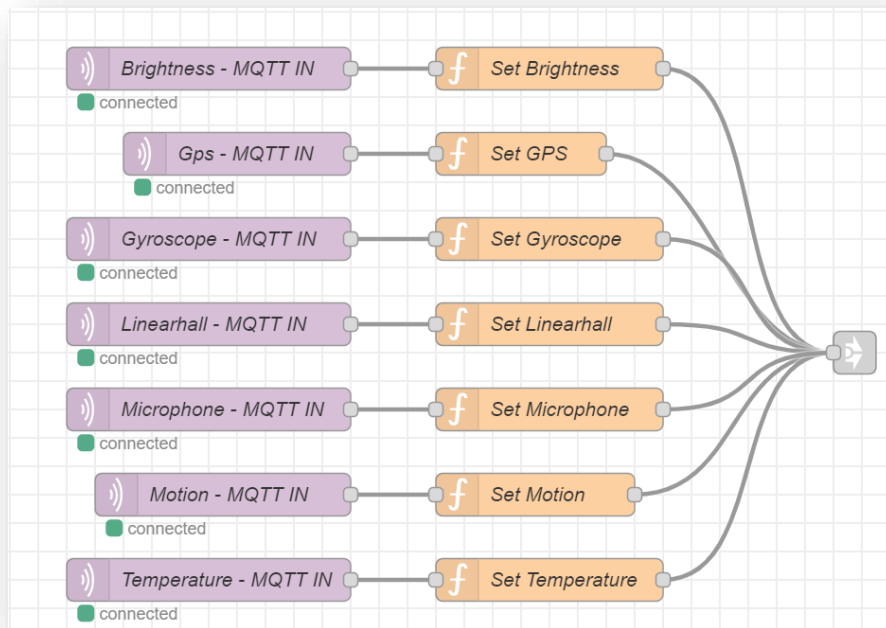 Brightness - MQTT IN
Set Brightness
connected
Gps - MQTT IN
Set GPS
connected
Gyroscope - MQTT IN
Set Gyroscope
connected
Linearhall - MQTT IN
Set Linearhall
connected
Microphone - MQTT IN
Set Microphone
connected
Motion - MQTT IN
Set Motion
connected
Temperature - MQTT IN
Set Temperature
connected